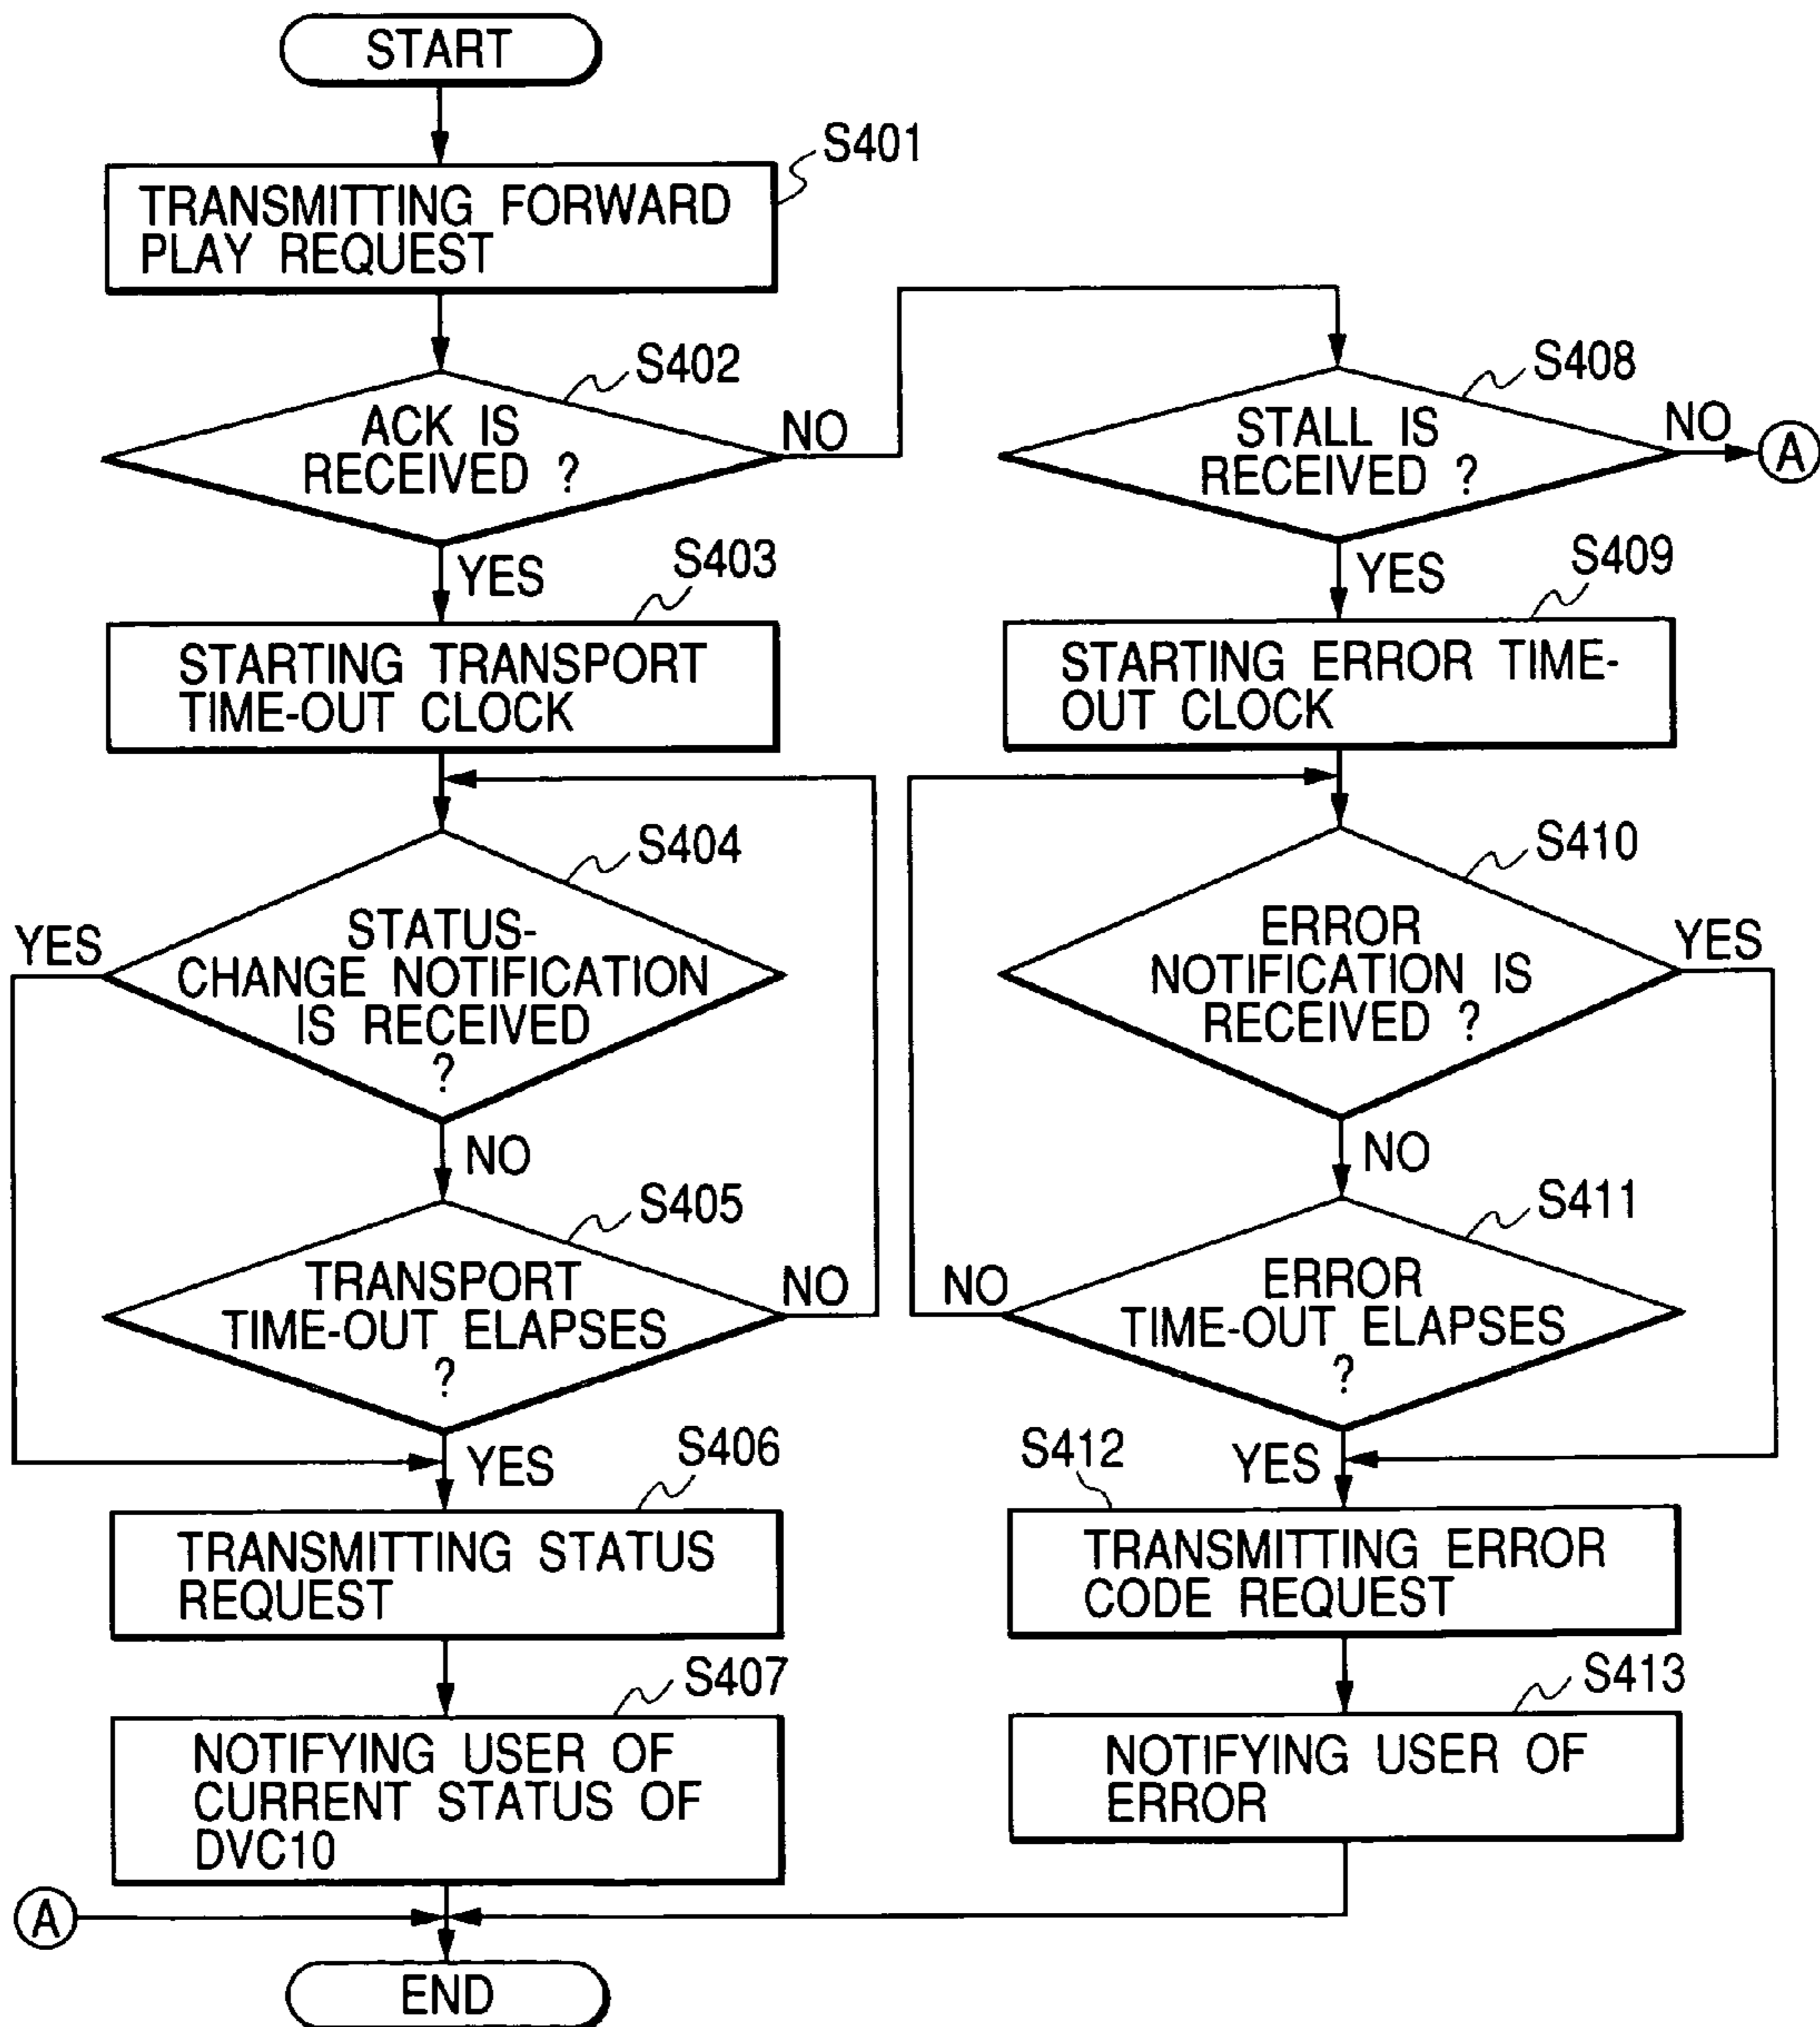 START
S401
TRANSMITTING FORWARD
PLAY REQUEST
S402
ACK IS
RECEIVED ?
NO
YES
S408
STALL IS
RECEIVED ?
NO
A
YES
S403
STARTING TRANSPORT
TIME-OUT CLOCK
S409
STARTING ERROR TIME-
OUT CLOCK
S404
STATUS-
CHANGE NOTIFICATION
IS RECEIVED
?
YES
NO
S410
ERROR
NOTIFICATION IS
RECEIVED ?
YES
NO
S405
TRANSPORT
TIME-OUT ELAPSES
?
NO
YES
S411
ERROR
TIME-OUT ELAPSES
?
NO
YES
S406
TRANSMITTING STATUS
REQUEST
S412
TRANSMITTING ERROR
CODE REQUEST
S407
NOTIFYING USER OF
CURRENT STATUS OF
DVC10
S413
NOTIFYING USER OF
ERROR
A
END